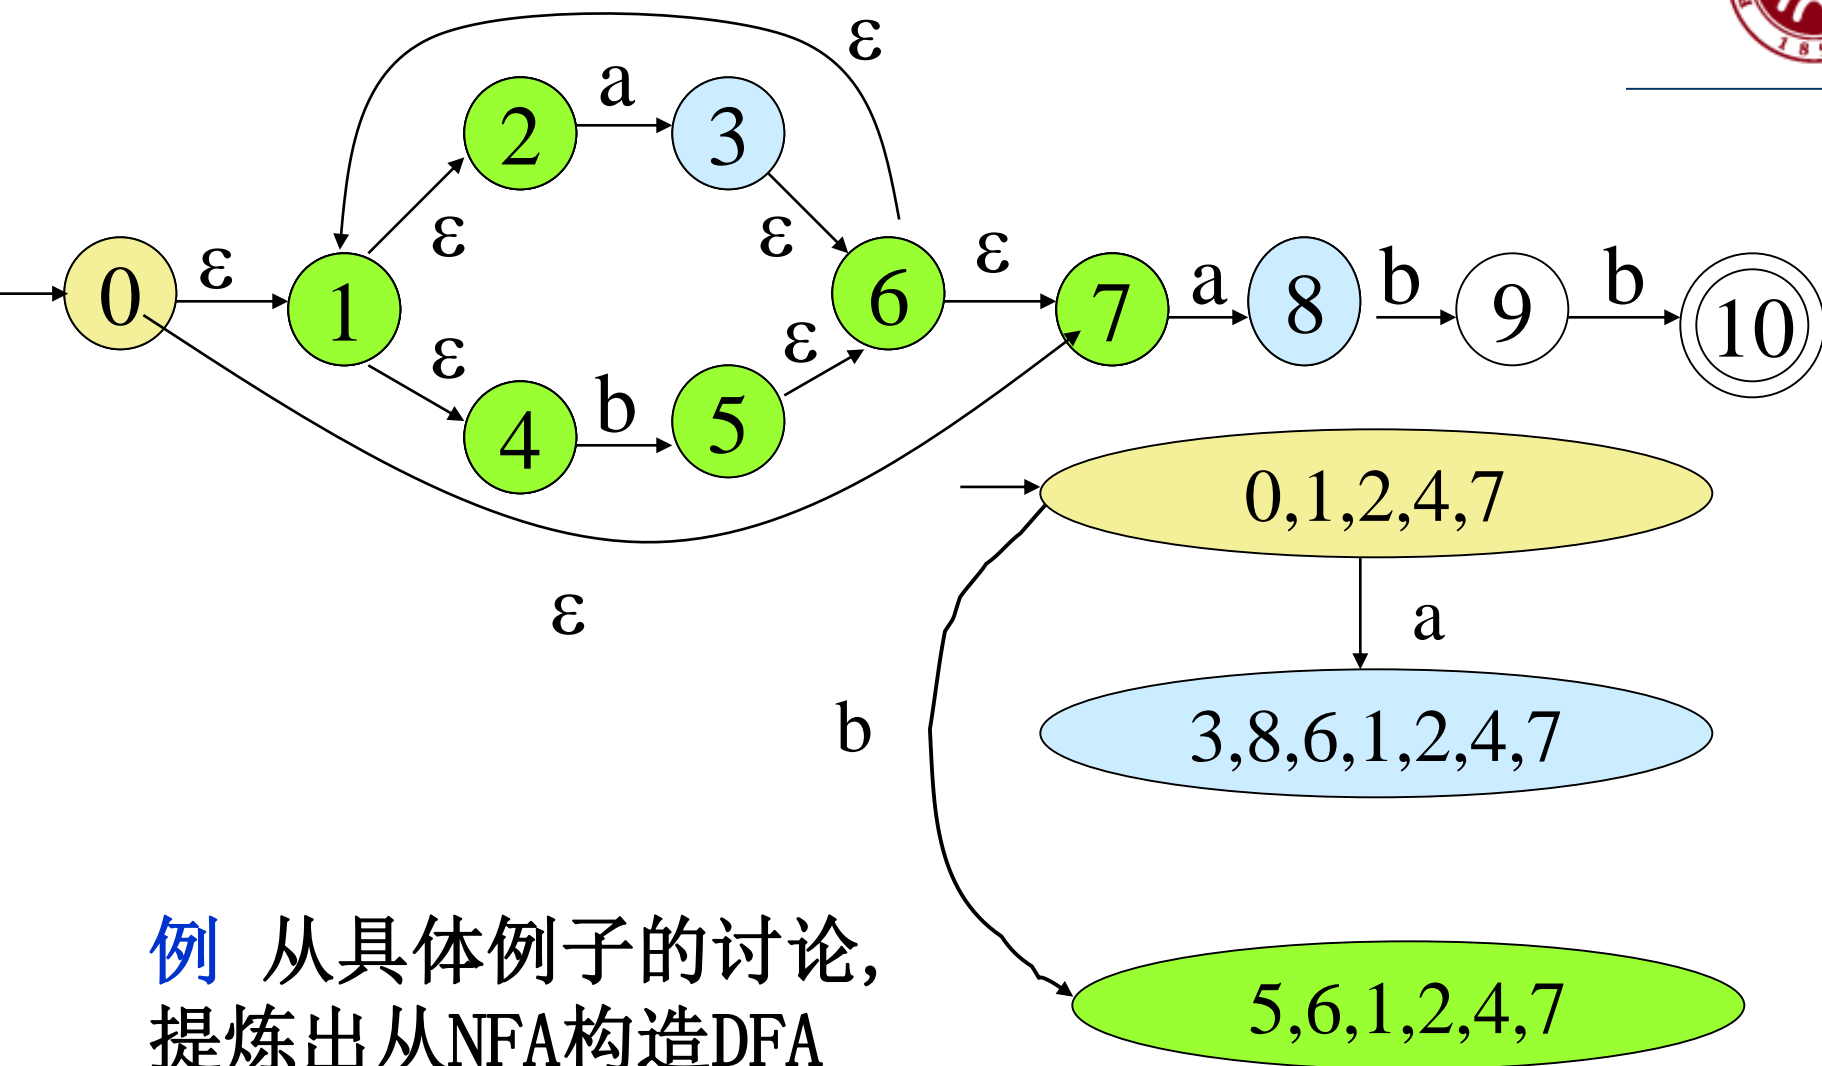 ε
a
2
3
ε
ε
ε
ε
a
b
b
0
1
6
7
8
9
10
ε
ε
b
4
5
0,1,2,4,7
ε
a
b
3,8,6,1,2,4,7
例 从具体例子的讨论,
5,6,1,2,4,7
提炼出从NFA构造DFA